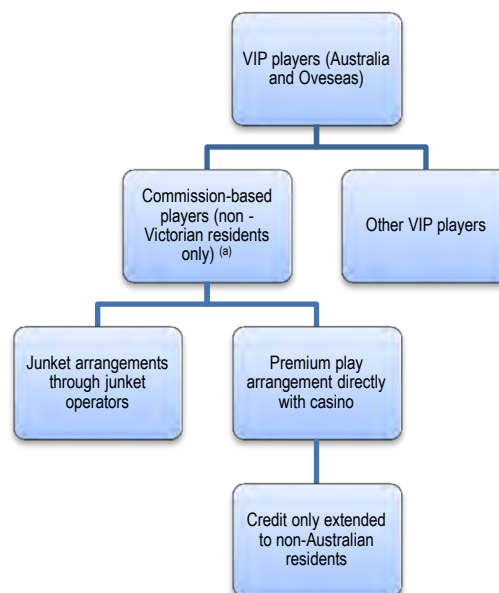 VIP players (Australia
and Oveseas)
Commission-based
players (non -
Victorian residents
only) (a)
Other VIP players
Junket arrangements
through junket
operators
Premium play
arrangement directly
with casino
Credit only extended
to non-Australian
residents